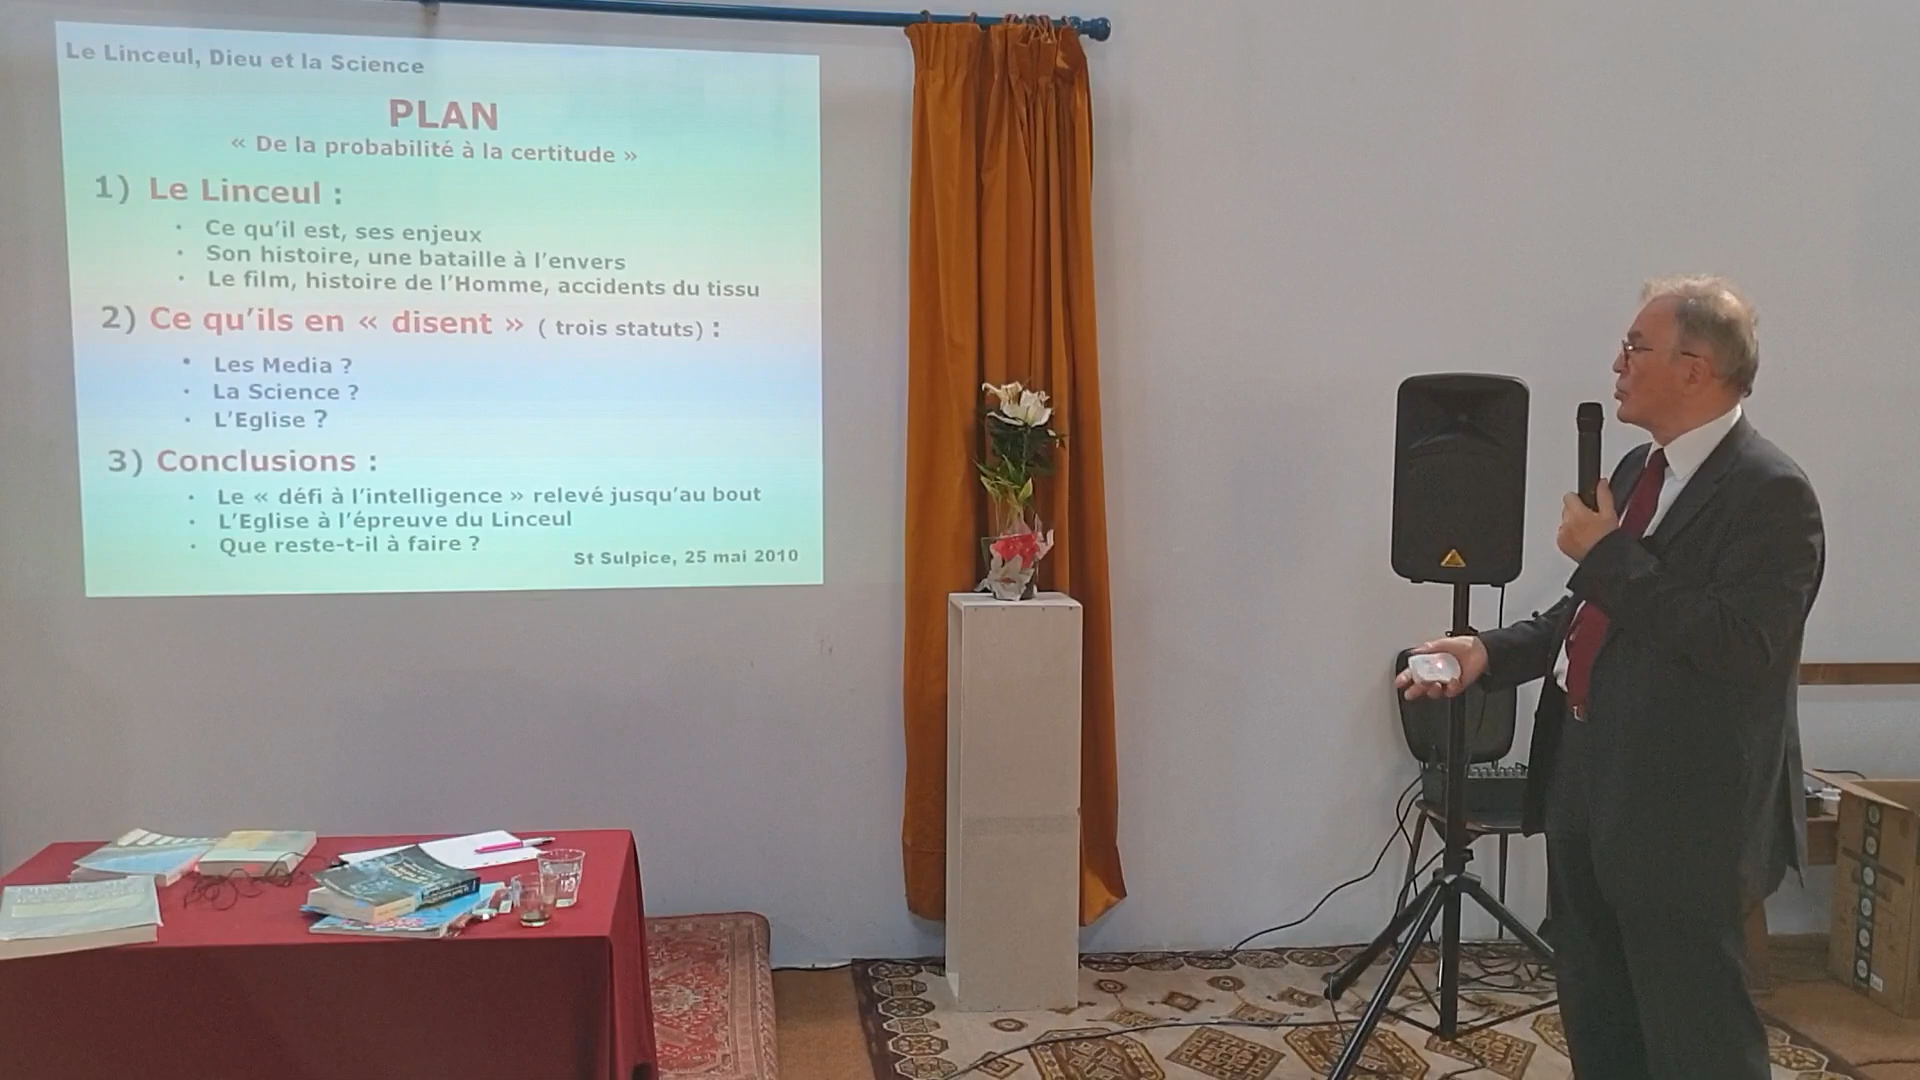 Le Linceul, Dieu et la Science
PLAN
« De la probabilité à la certitude »
1) Le Linceul :
• Ce qu'il est, ses enjeux
• Son histoire, une bataille à l'envers
• Le film, histoire de l'Homme, accidents du tissu
2) Ce qu'ils en « disent » ( trois statuts) :
• Les Media ?
• La Science ?
• L'Eglise ?
3) Conclusions :
• Le « défi à l'intelligence » relevé jusqu'au bout
• L'Eglise à l'épreuve du Linceul
• Que reste-t-il à faire ?
St Sulpice, 25 mai 2010